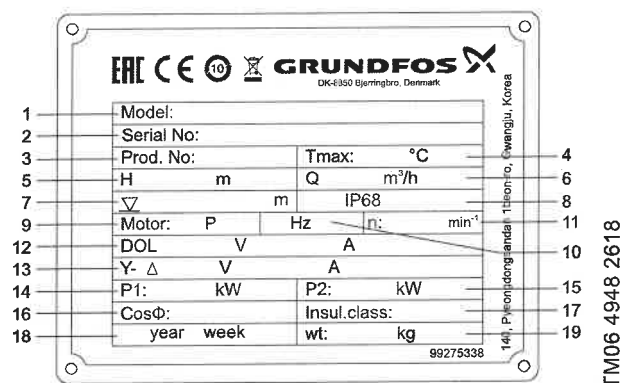 EAC CE 10 GRUNDFOS
DK-8850 Bjerringbro, Denmark
1 Model:
2 Serial No:
3 Prod. No: Tmax: °C 4
5 H m Q m³/h 6
7 m IP68 8
9 Motor: P Hz n: min⁻¹ 11
10
12 DOL V A
13 Y- Δ V A
14 P1: kW P2: kW 15
16 CosΦ: Insul.class: 17
18 year week wt: kg 19
99275338
140, Pyeongdongsandan 1beon-ro, Gwangju, Korea
TM06 4948 2618